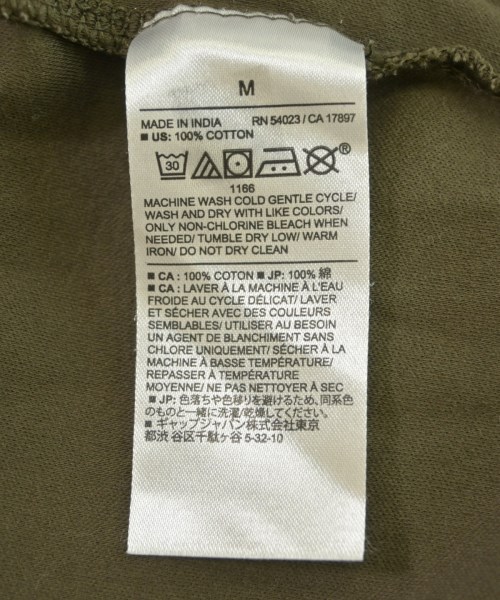 M
MADE IN INDIA RN 54023 / CA 17897
■ US: 100% COTTON
30 ®
1166
MACHINE WASH COLD GENTLE CYCLE/
WASH AND DRY WITH LIKE COLORS/
ONLY NON-CHLORINE BLEACH WHEN
NEEDED/ TUMBLE DRY LOW/ WARM
IRON/ DO NOT DRY CLEAN
■ CA : 100% COTON ■ JP: 100% 綿
■ CA : LAVER À LA MACHINE À L'EAU
FROIDE AU CYCLE DÉLICAT/ LAVER
ET SÉCHER AVEC DES COULEURS
SEMBLABLES/ UTILISER AU BESOIN
UN AGENT DE BLANCHIMENT SANS
CHLORE UNIQUEMENT/ SÉCHER À LA
MACHINE À BASSE TEMPÉRATURE/
REPASSER À TEMPÉRATURE
MOYENNE/ NE PAS NETTOYER À SEC
■ JP: 色落ちや色移りを避けるため、同系色
のものと一緒に洗濯/乾燥してください。
■ ギャップジャパン株式会社東京
都渋谷区千駄ヶ谷 5-32-10